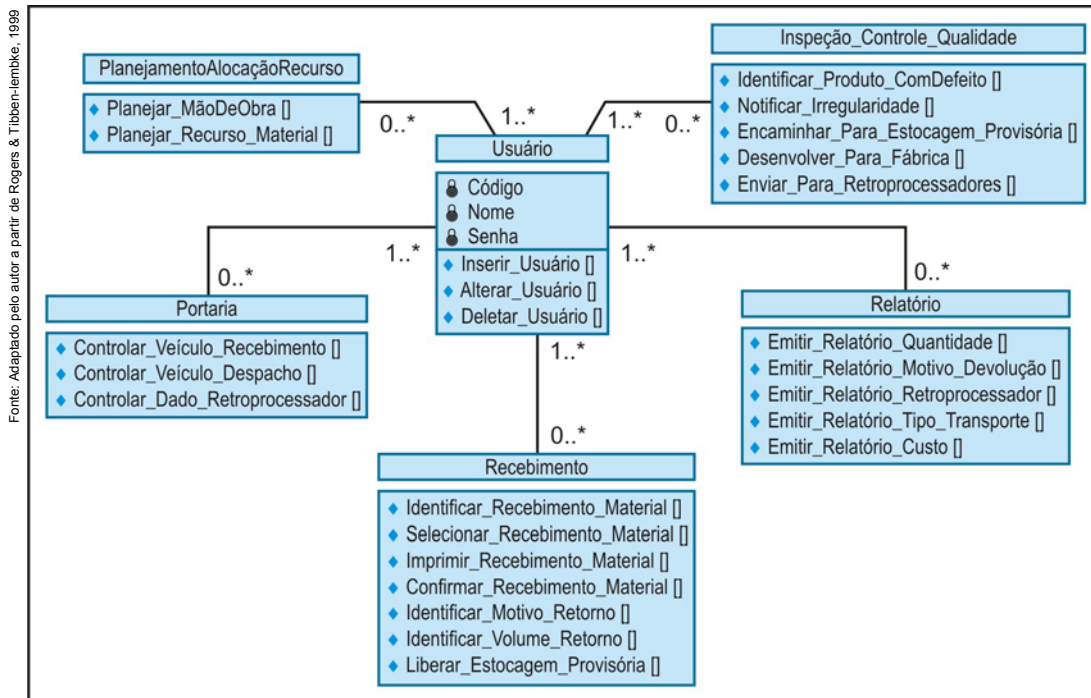 Fonte: Adaptado pelo autor a partir de Rogers & Tibben-lembke, 1999
PlanejamentoAlocaçãoRecurso
Planejar_MãoDeObra []
Planejar_Recurso_Material []
0..*
1..*
Inspeção_Controle_Qualidade
Identificar_Produto_ComDefeito []
Notificar_Irregularidade []
Encaminhar_Para_Estocagem_Provisória []
Desenvolver_Para_Fábrica []
Enviar_Para_Retroprocessadores []
1..*
0..*
Usuário
Código
Nome
Senha
Inserir_Usuário []
Alterar_Usuário []
Deletar_Usuário []
1..*
0..*
1..*
0..*
1..*
0..*
Portaria
Controlar_Veículo_Recebimento []
Controlar_Veículo_Despacho []
Controlar_Dado_Retroprocessador []
Relatório
Emitir_Relatório_Quantidade []
Emitir_Relatório_Motivo_Devolução []
Emitir_Relatório_Retroprocessador []
Emitir_Relatório_Tipo_Transporte []
Emitir_Relatório_Custo []
Recebimento
Identificar_Recebimento_Material []
Selecionar_Recebimento_Material []
Imprimir_Recebimento_Material []
Confirmar_Recebimento_Material []
Identificar_Motivo_Retorno []
Identificar_Volume_Retorno []
Liberar_Estocagem_Provisória []